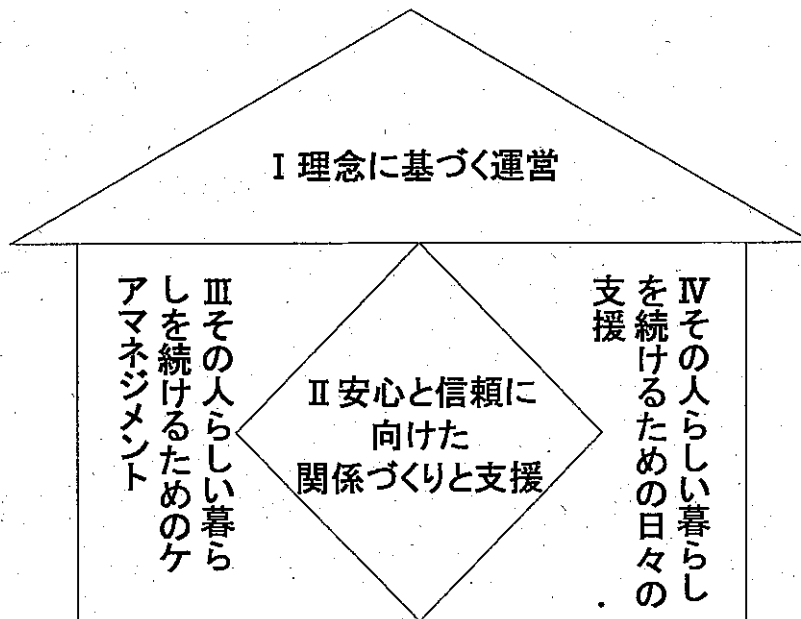 I 理念に基づく運営
Ⅲその人らしい暮ら
しを続けるためのケ
アマネジメント
Ⅱ 安心と信頼に
向けた
関係づくりと支援
Ⅳその人らしい暮らし
を続けるための日々の
支援